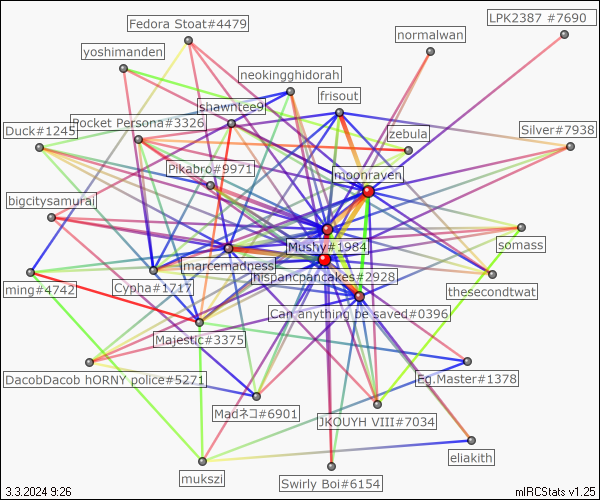 LPK2387 #7690
Fedora Stoat#4479
normalwan
yoshimanden
neokingghidorah
frisout
shawntee9
Pocket Persona#3326
Duck#1245
zebula
Silver#7938
Pikabro#9971
moonraven
bigcitysamurai
Mushy#1984
somass
marcemadness
hispancpancakes#2928
Cypha#1717
ming#4742
thesecondtwat
Can anything be saved#0396
Majestic#3375
DacobDacob hORNY police#5271
Eg.Master#1378
Madネコ#6901
JKOUYH VIII#7034
eliakith
mukszi
Swirly Boi#6154
3.3.2024 9:26
mIRCStats v1.25